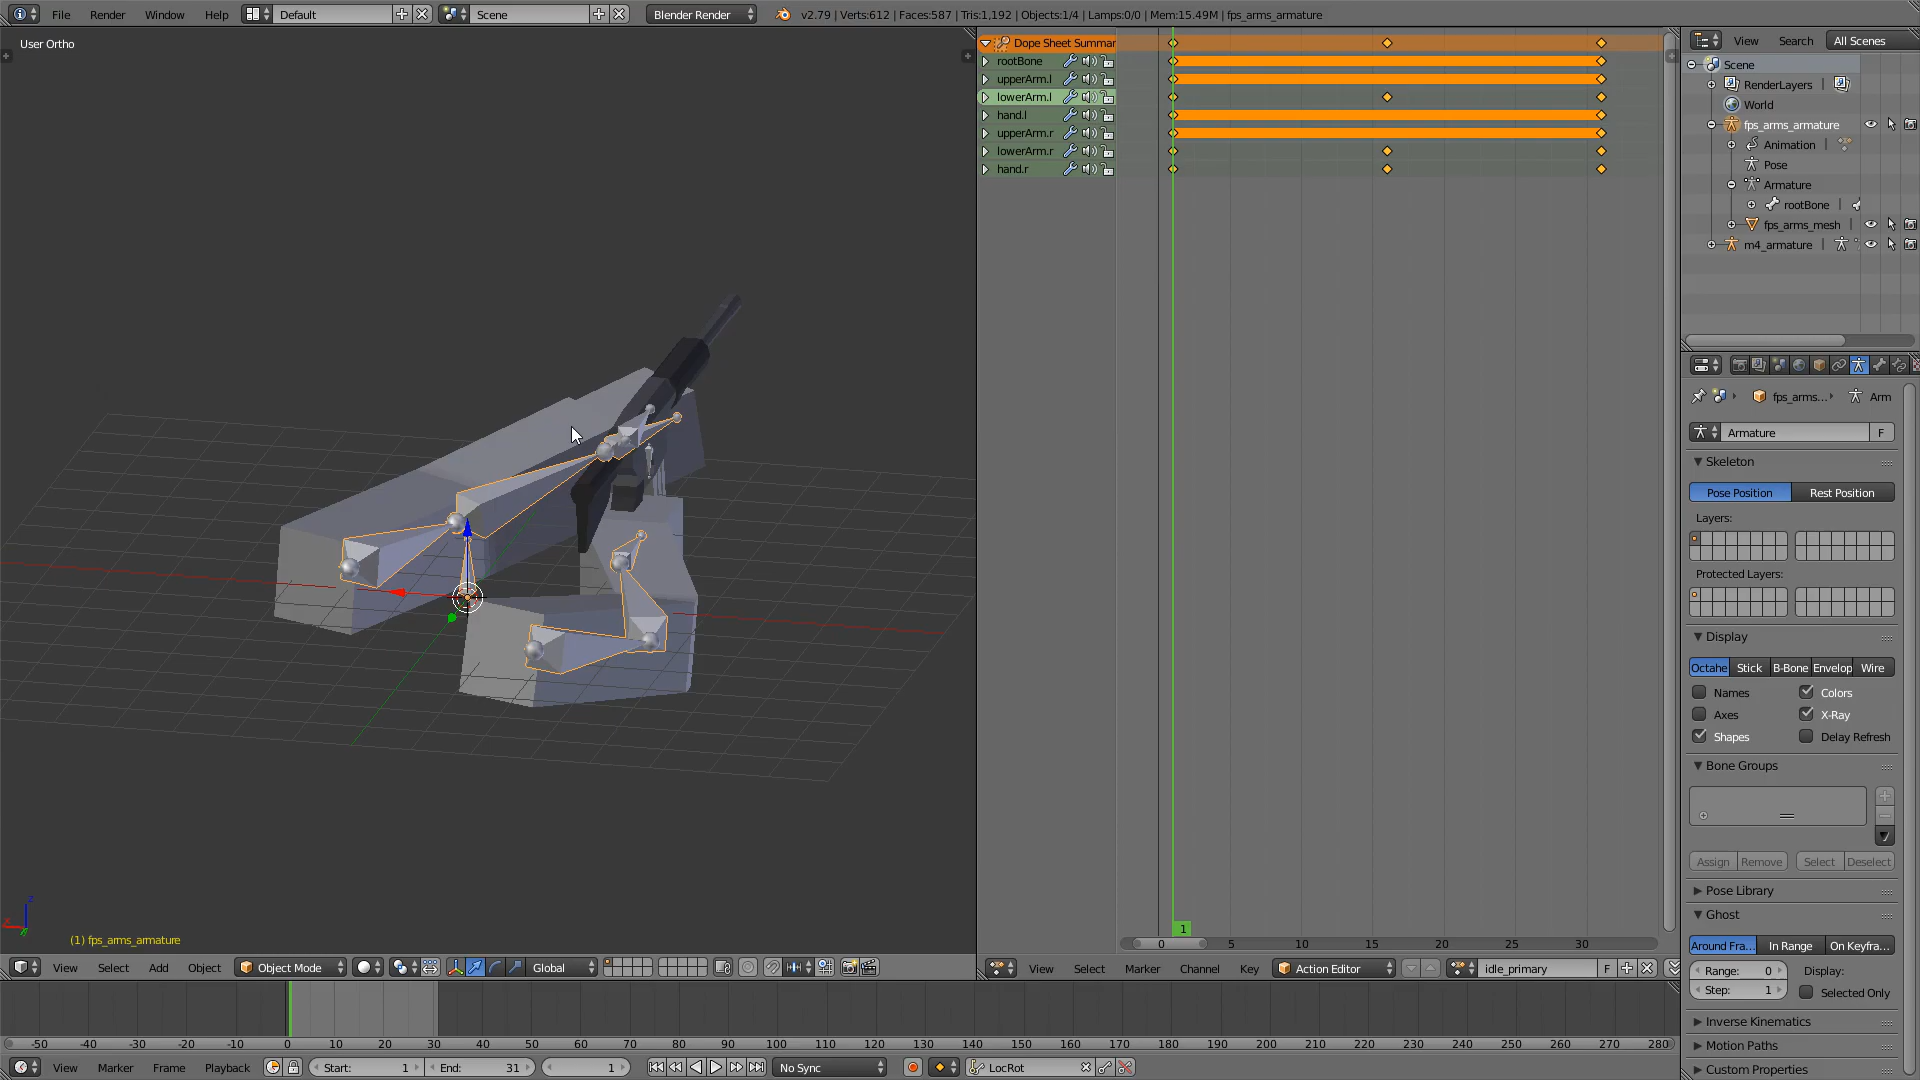 File Render Window Help Default Scene Blender Render v2.79 | Verts:612 | Faces:587 | Tris:1,192 | Objects:1/4 | Lamps:0/0 | Mem:15.49M | fps_arms_armature
User Ortho
Dope Sheet Summar
rootBone
upperArm.l
lowerArm.l
hand.l
upperArm.r
lowerArm.r
hand.r
View Search All Scenes
Scene
RenderLayers |
World
fps_arms_armature
Animation |
Pose
Armature
rootBone |
fps_arms_mesh
m4_armature |
fps_arms... Arm
Armature F
Skeleton
Pose Position Rest Position
Layers:
Protected Layers:
Display
Octahe Stick B-Bone Envelop Wire
Names Colors
Axes X-Ray
Shapes Delay Refresh
Bone Groups
Assign Remove Select Deselect
Pose Library
Ghost
Around Fra... In Range On Keyfra...
Range: 0 Display:
Step: 1 Selected Only
Inverse Kinematics
Motion Paths
Custom Properties
1
0 5 10 15 20 25 30
z
x
y
(1) fps_arms_armature
View Select Add Object Object Mode Global
View Select Marker Channel Key Action Editor idle_primary F
-50 -40 -30 -20 -10 0 10 20 30 40 50 60 70 80 90 100 110 120 130 140 150 160 170 180 190 200 210 220 230 240 250 260 270 280
View Marker Frame Playback Start: 1 End: 31 1 No Sync LocRot